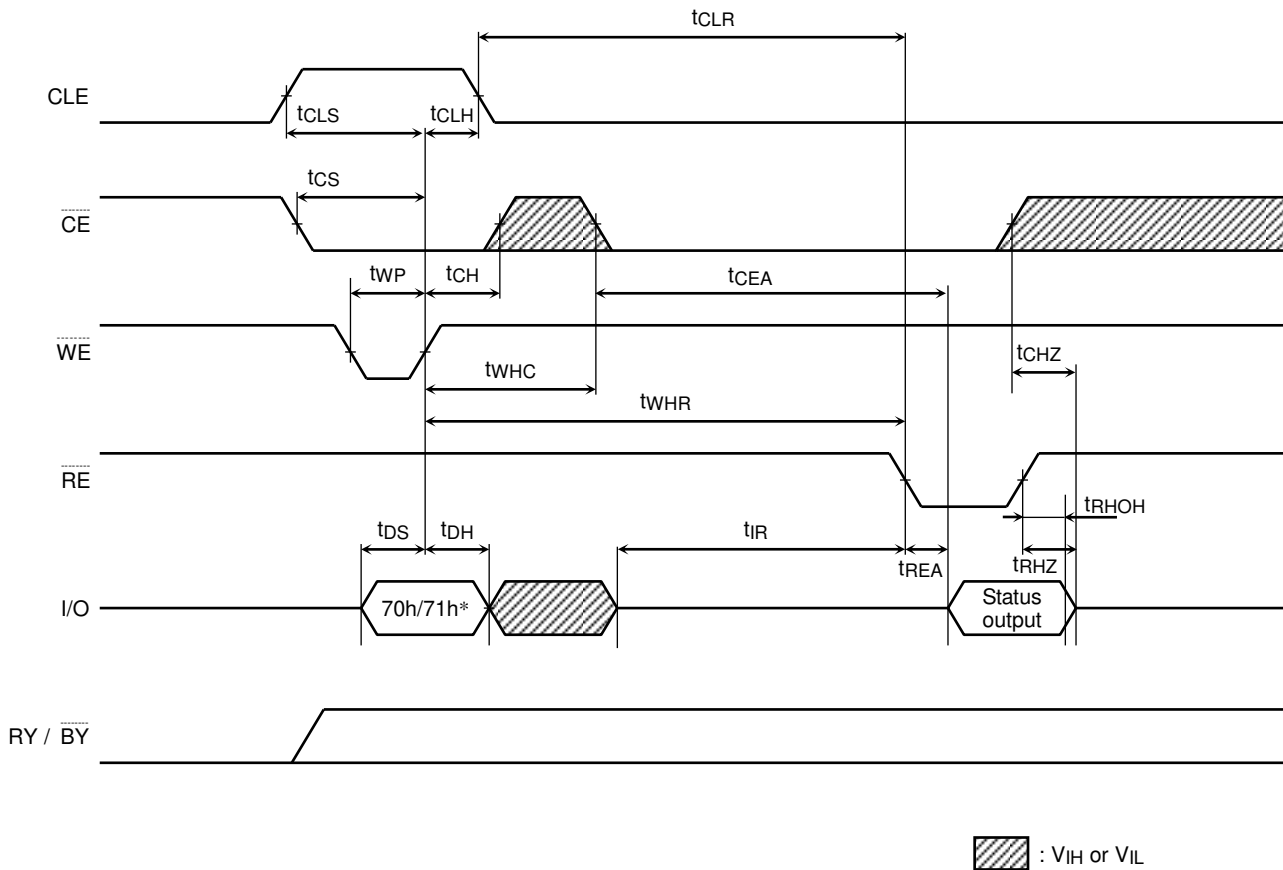 tCLR
CLE
tCLS
tCLH
tCS
CE
tWP
tCH
tCEA
WE
tCHZ
tWHC
tWHR
RE
tRHOH
tDS
tDH
tIR
tREA
tRHZ
I/O
70h/71h*
Status
output
RY / BY
: VIH or VIL